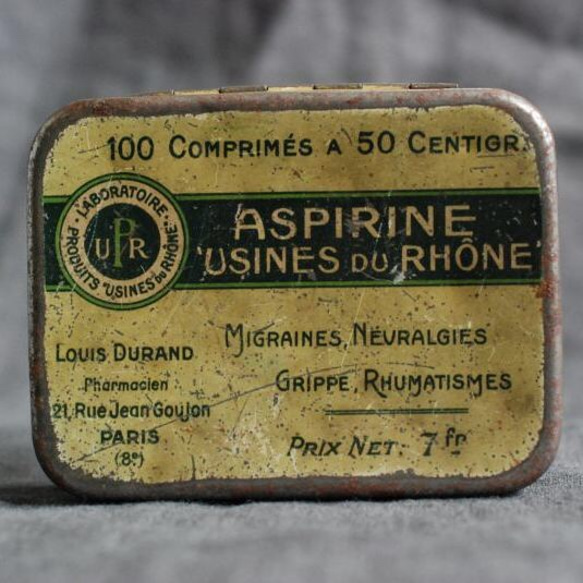 100 COMPRIMÉS A 50 CENTIGR.
LABORATOIRE
PRODUITS "USINES DU RHÔNE"
UPR
ASPIRINE
"USINES DU RHÔNE"
MIGRAINES, NÉVRALGIES
GRIPPE, RHUMATISMES
LOUIS DURAND
Pharmacien
21, Rue Jean Goujon
PARIS
(8e)
PRIX NET: 7 fr